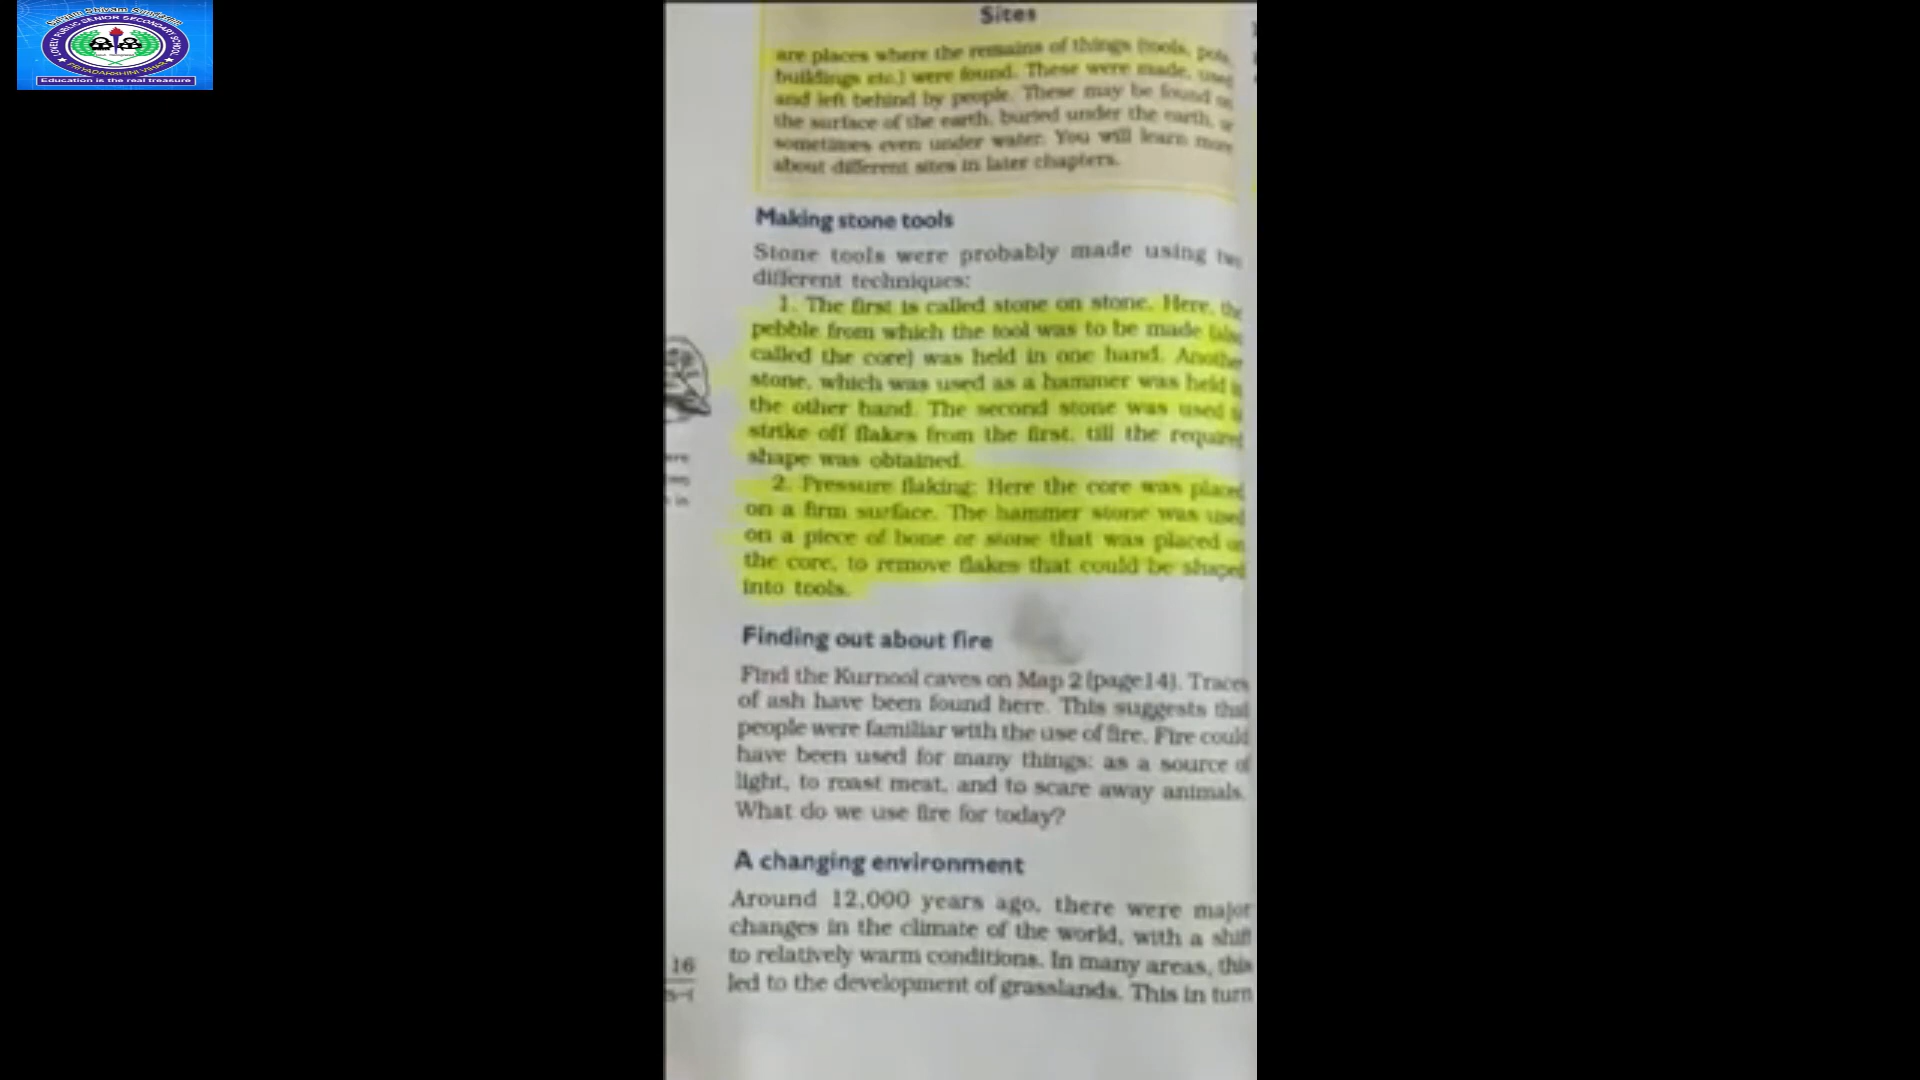 Satyam Shivam Sundaram
LOVELY PUBLIC SENIOR SECONDARY SCHOOL
PRIYADARSHINI VIHAR
Education is the real treasure
Sites
are places where the remains of things (tools, pots,
buildings etc.) were found. These were made, used
and left behind by people. These may be found on
the surface of the earth, buried under the earth, or
sometimes even under water. You will learn more
about different sites in later chapters.
Making stone tools
Stone tools were probably made using two
different techniques:
1. The first is called stone on stone. Here, the
pebble from which the tool was to be made (also
called the core) was held in one hand. Another
stone, which was used as a hammer was held in
the other hand. The second stone was used to
strike off flakes from the first, till the required
shape was obtained.
2. Pressure flaking: Here the core was placed
on a firm surface. The hammer stone was used
on a piece of bone or stone that was placed on
the core, to remove flakes that could be shaped
into tools.
Finding out about fire
Find the Kurnool caves on Map 2 (page14). Traces
of ash have been found here. This suggests that
people were familiar with the use of fire. Fire could
have been used for many things: as a source of
light, to roast meat, and to scare away animals.
What do we use fire for today?
A changing environment
Around 12,000 years ago, there were major
changes in the climate of the world, with a shift
to relatively warm conditions. In many areas, this
led to the development of grasslands. This in turn
ere
in
16